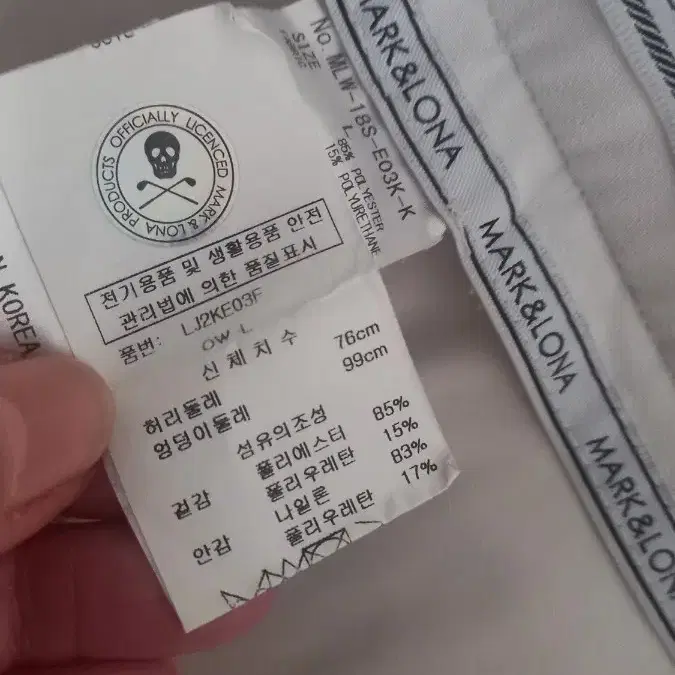 No. MLW-18S-E03K-K
SIZE
L
85% POLYESTER
15% POLYURETHANE
OFFICIALLY LICENCED MARK&LONA PRODUCTS
전기용품 및 생활용품 안전
관리법에 의한 품질표시
품번: LJ2KE03F
OW L
신체치수
허리둘레 76cm
엉덩이둘레 99cm
섬유의조성
겉감 폴리에스터 85%
폴리우레탄 15%
안감 나일론 83%
폴리우레탄 17%
KOREA
MARK&LONA
MARK&LONA
MARK&LONA